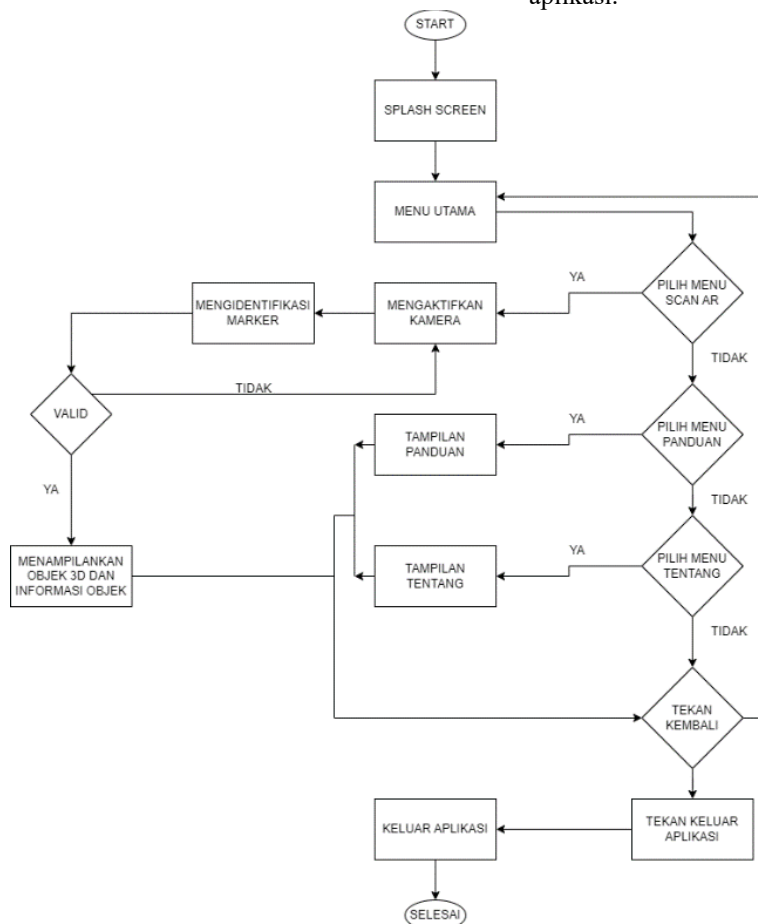 aplikasi.
START
SPLASH SCREEN
MENU UTAMA
PILIH MENU
SCAN AR
YA
MENGAKTIFKAN
KAMERA
MENGIDENTIFIKASI
MARKER
TIDAK
VALID
TIDAK
YA
MENAMPILANKAN
OBJEK 3D DAN
INFORMASI OBJEK
PILIH MENU
PANDUAN
YA
TAMPILAN
PANDUAN
TIDAK
PILIH MENU
TENTANG
YA
TAMPILAN
TENTANG
TIDAK
TEKAN
KEMBALI
TEKAN KELUAR
APLIKASI
KELUAR APLIKASI
SELESAI